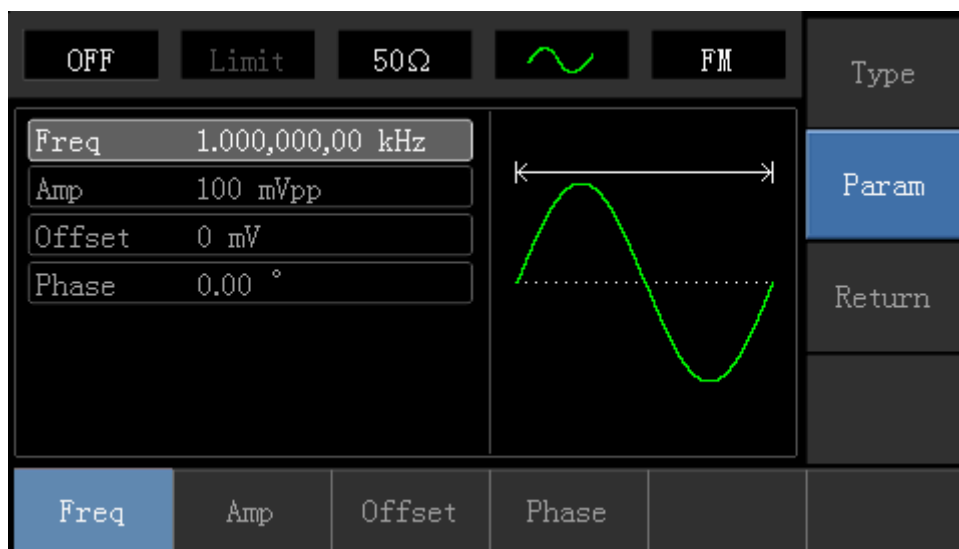 OFF Limit 50Ω FM
Type
Freq 1.000,000,00 kHz
Amp 100 mVpp
Param
Offset 0 mV
Phase 0.00 °
Return
Freq Amp Offset Phase